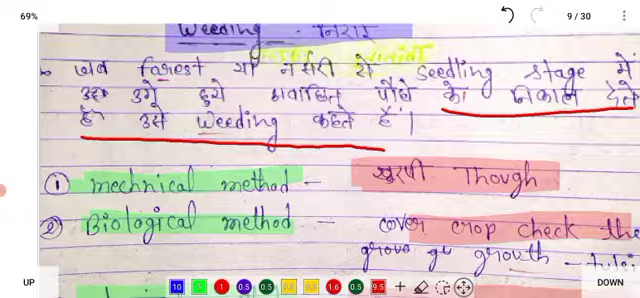 69%
9 / 30
Weeding - निराई
जब forest या नर्सरी से Seedling stage में
उगे हुये अवांछित पौधे को निकाल देते
है उसे Weeding कहते हैं।
① mechnical method - खुरपी Though
② Biological method - cover crop check the
growth
UP 10 5 1 0.5 0.5 1.6 0.5 9.5 DOWN